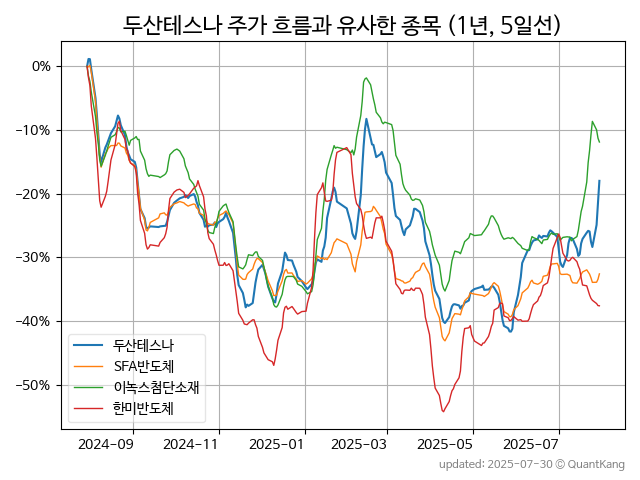 두산테스나 주가 흐름과 유사한 종목 (1년, 5일선)
0%
−10%
−20%
−30%
−40%
−50%
두산테스나
SFA반도체
이녹스첨단소재
한미반도체
2024-09 2024-11 2025-01 2025-03 2025-05 2025-07
updated: 2025-07-30 © QuantKang